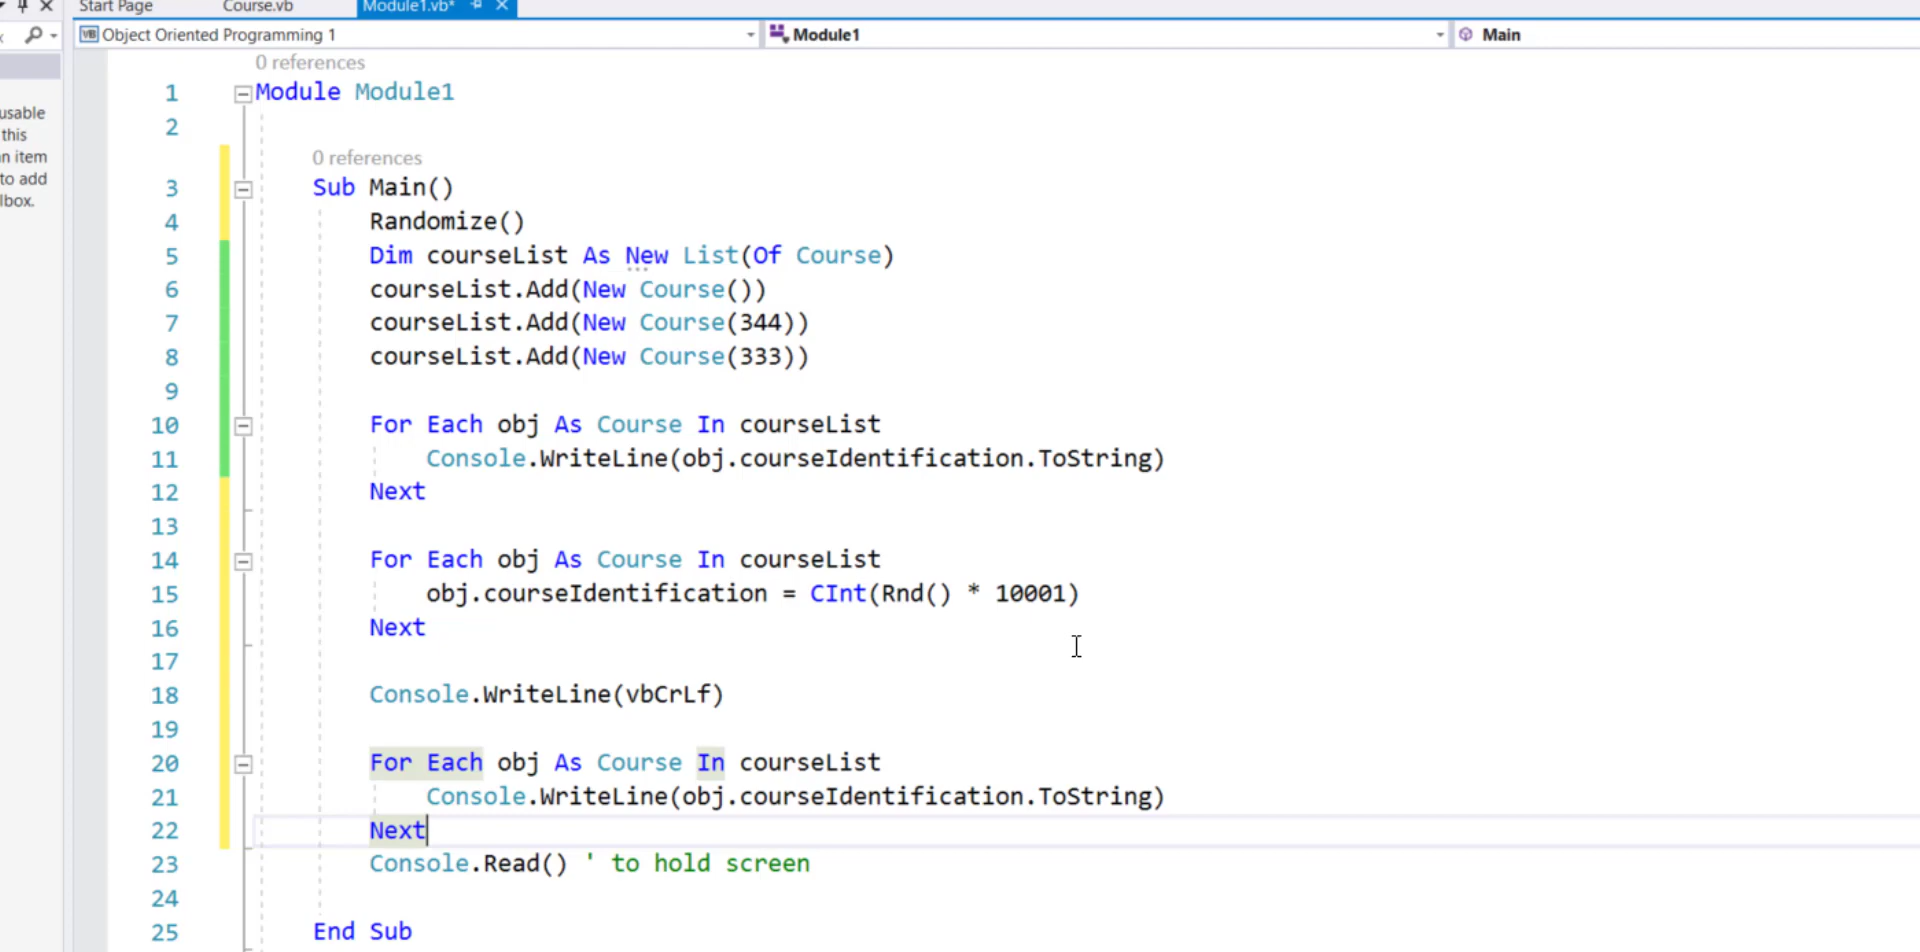 Start Page Course.vb Module1.vb*
Object Oriented Programming 1 Module1 Main
usable
this
n item
to add
lbox.
0 references
1 Module Module1
2
0 references
3 Sub Main()
4 Randomize()
5 Dim courseList As New List(Of Course)
6 courseList.Add(New Course())
7 courseList.Add(New Course(344))
8 courseList.Add(New Course(333))
9
10 For Each obj As Course In courseList
11 Console.WriteLine(obj.courseIdentification.ToString)
12 Next
13
14 For Each obj As Course In courseList
15 obj.courseIdentification = CInt(Rnd() * 10001)
16 Next
17
18 Console.WriteLine(vbCrLf)
19
20 For Each obj As Course In courseList
21 Console.WriteLine(obj.courseIdentification.ToString)
22 Next
23 Console.Read() ' to hold screen
24
25 End Sub